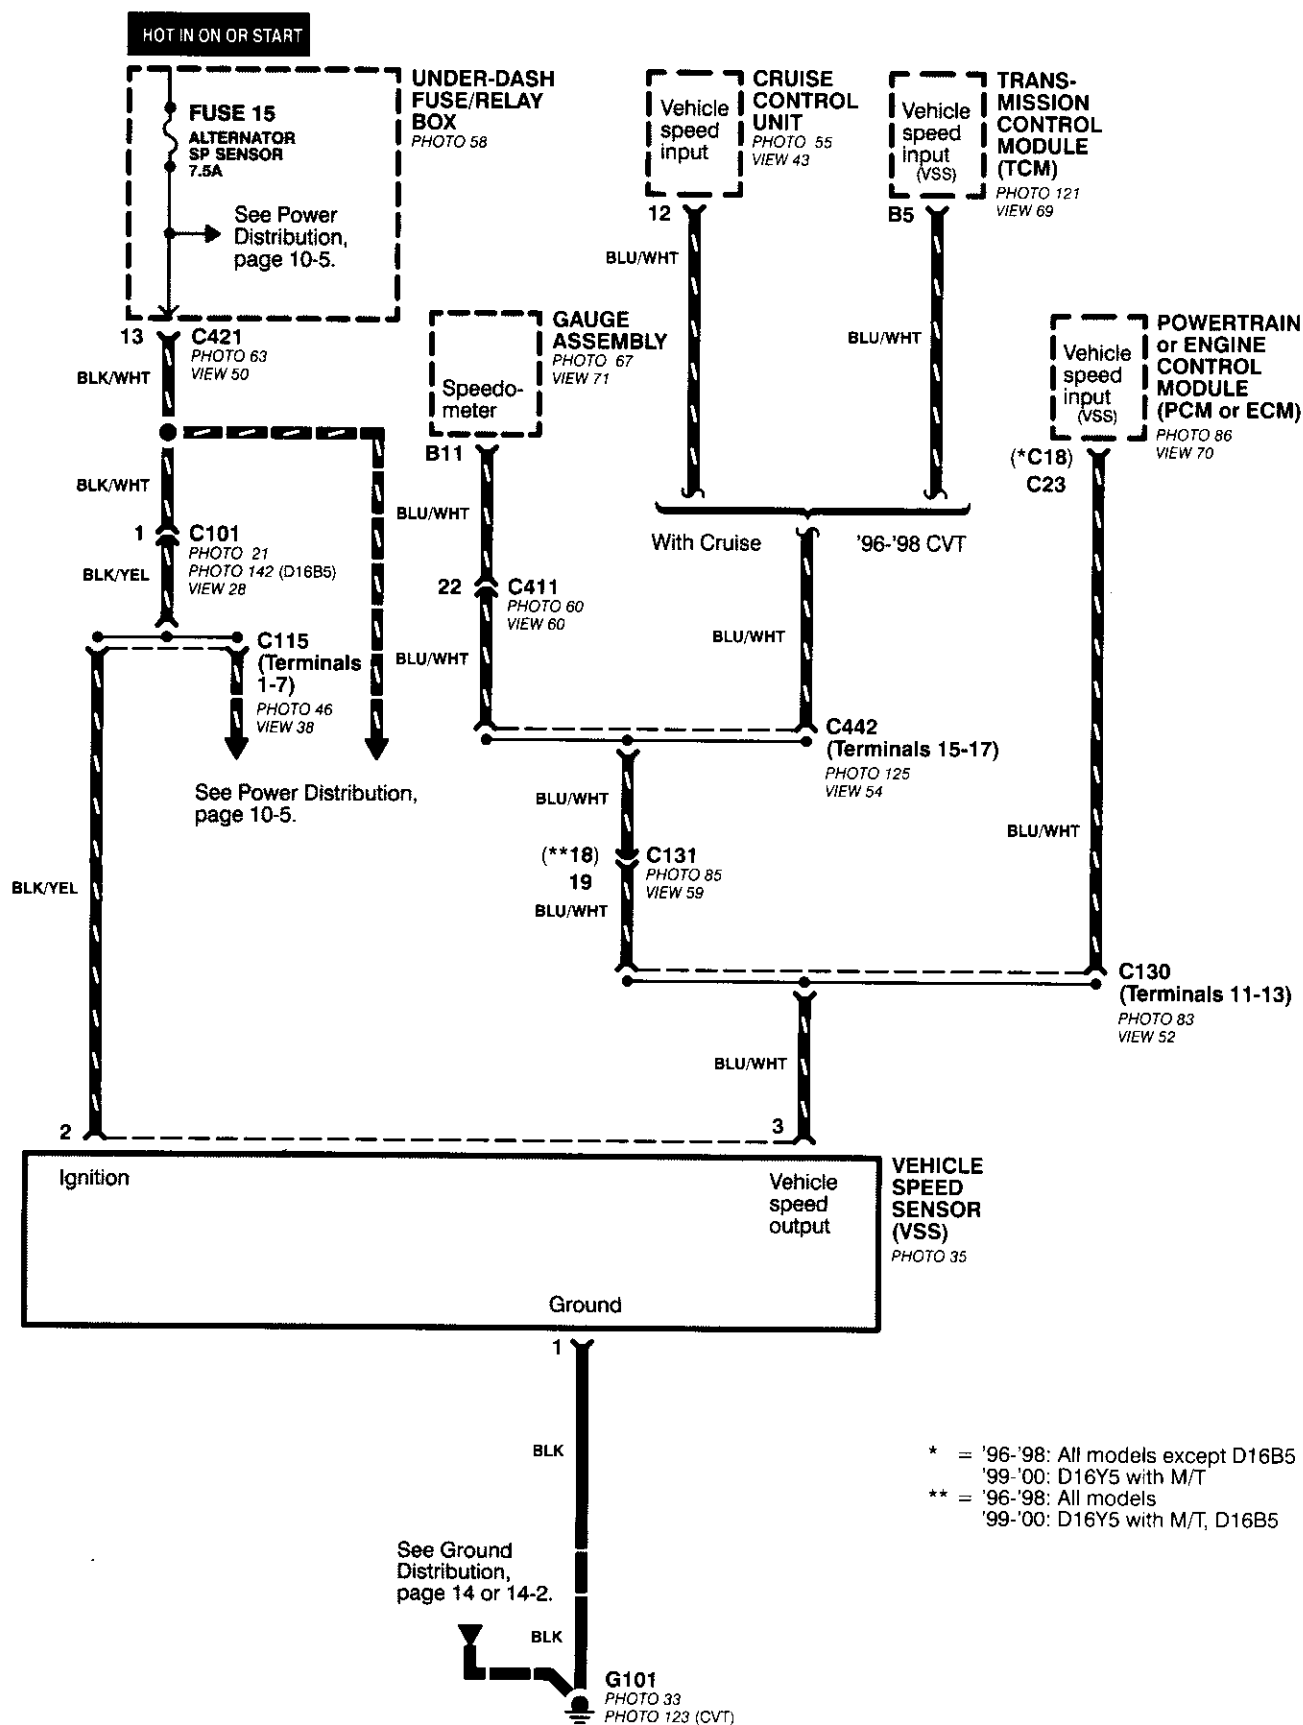 HOT IN ON OR START
FUSE 15
ALTERNATOR
SP SENSOR
7.5A
See Power
Distribution,
page 10-5.
UNDER-DASH
FUSE/RELAY
BOX
PHOTO 58
Vehicle
speed
input
CRUISE
CONTROL
UNIT
PHOTO 55
VIEW 43
Vehicle
speed
input
(VSS)
TRANS-
MISSION
CONTROL
MODULE
(TCM)
PHOTO 121
VIEW 69
12
B5
BLU/WHT
BLU/WHT
13
C421
PHOTO 63
VIEW 50
BLK/WHT
Speedo-
meter
GAUGE
ASSEMBLY
PHOTO 67
VIEW 71
Vehicle
speed
input
(VSS)
POWERTRAIN
or ENGINE
CONTROL
MODULE
(PCM or ECM)
PHOTO 86
VIEW 70
B11
(*C18)
C23
BLK/WHT
BLU/WHT
With Cruise
'96-'98 CVT
1
C101
PHOTO 21
PHOTO 142 (D16B5)
VIEW 28
BLK/YEL
22
C411
PHOTO 60
VIEW 60
BLU/WHT
BLU/WHT
C115
(Terminals
1-7)
PHOTO 46
VIEW 38
C442
(Terminals 15-17)
PHOTO 125
VIEW 54
See Power Distribution,
page 10-5.
BLU/WHT
BLU/WHT
(**18)
19
C131
PHOTO 85
VIEW 59
BLK/YEL
BLU/WHT
C130
(Terminals 11-13)
PHOTO 83
VIEW 52
BLU/WHT
2
3
Ignition
Vehicle
speed
output
VEHICLE
SPEED
SENSOR
(VSS)
PHOTO 35
Ground
1
BLK
* = '96-'98: All models except D16B5
'99-'00: D16Y5 with M/T
** = '96-'98: All models
'99-'00: D16Y5 with M/T, D16B5
See Ground
Distribution,
page 14 or 14-2.
BLK
G101
PHOTO 33
PHOTO 123 (CVT)